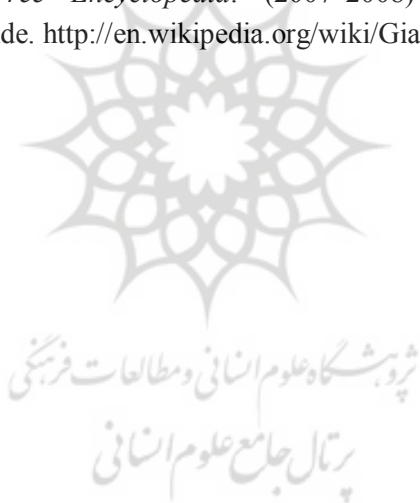 Encyclopedia. (2007-2008)
de. http://en.wikipedia.org/wiki/Gia
پژوهشگاه علوم انسانی و مطالعات فرهنگی
پرتال جامع علوم انسانی